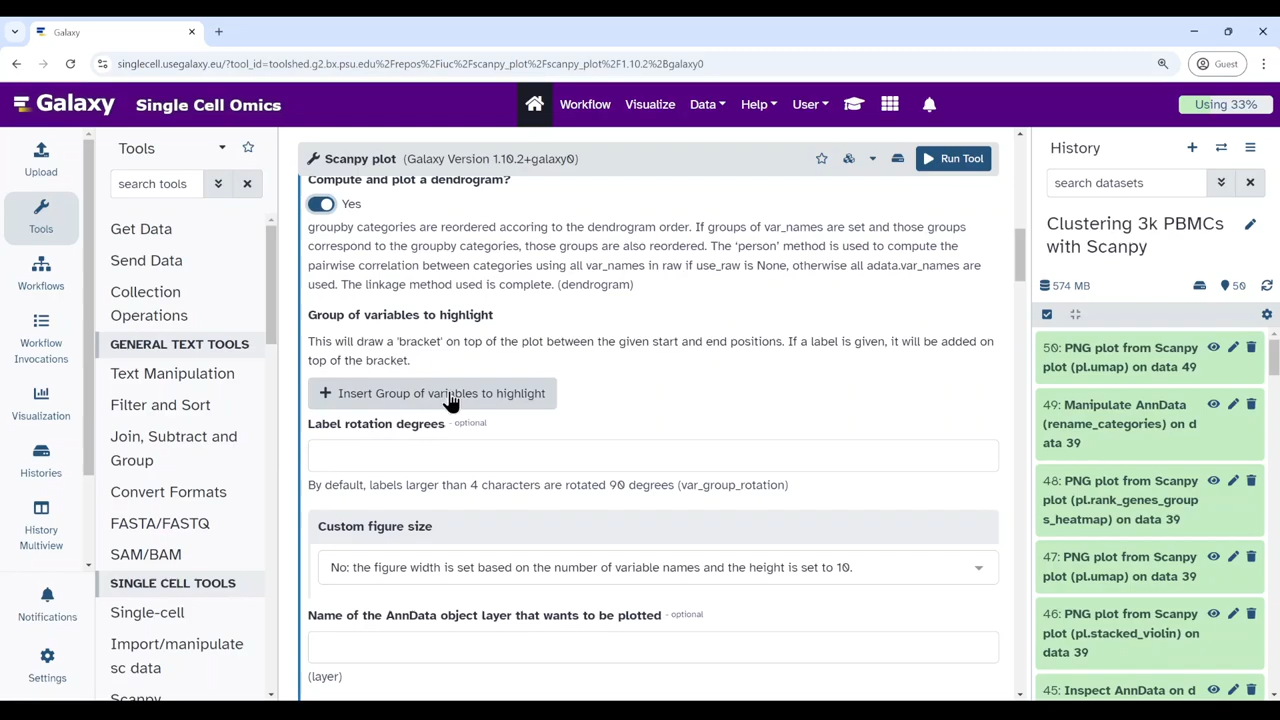 Galaxy
singlecell.usegalaxy.eu/?tool_id=toolshed.g2.bx.psu.edu%2Frepos%2Fiuc%2Fscanpy_plot%2Fscanpy_plot%2F1.10.2%2Bgalaxy0
Guest
Galaxy Single Cell Omics
Workflow Visualize Data Help User
Using 33%
Upload
Tools
Workflows
Workflow
Invocations
Visualization
Histories
History
Multiview
Notifications
Settings
Tools
search tools
Get Data
Send Data
Collection
Operations
GENERAL TEXT TOOLS
Text Manipulation
Filter and Sort
Join, Subtract and
Group
Convert Formats
FASTA/FASTQ
SAM/BAM
SINGLE CELL TOOLS
Single-cell
Import/manipulate
sc data
Scanpy
Scanpy plot (Galaxy Version 1.10.2+galaxy0)
Run Tool
Compute and plot a dendrogram?
Yes
groupby categories are reordered accoring to the dendrogram order. If groups of var_names are set and those groups
correspond to the groupby categories, those groups are also reordered. The ‘person’ method is used to compute the
pairwise correlation between categories using all var_names in raw if use_raw is None, otherwise all adata.var_names are
used. The linkage method used is complete. (dendrogram)
Group of variables to highlight
This will draw a 'bracket' on top of the plot between the given start and end positions. If a label is given, it will be added on
top of the bracket.
+ Insert Group of variables to highlight
Label rotation degrees - optional
By default, labels larger than 4 characters are rotated 90 degrees (var_group_rotation)
Custom figure size
No: the figure width is set based on the number of variable names and the height is set to 10.
Name of the AnnData object layer that wants to be plotted - optional
(layer)
History
search datasets
Clustering 3k PBMCs
with Scanpy
574 MB
50
50: PNG plot from Scanpy
plot (pl.umap) on data 49
49: Manipulate AnnData
(rename_categories) on d
ata 39
48: PNG plot from Scanpy
plot (pl.rank_genes_group
s_heatmap) on data 39
47: PNG plot from Scanpy
plot (pl.umap) on data 39
46: PNG plot from Scanpy
plot (pl.stacked_violin) on
data 39
45: Inspect AnnData on d